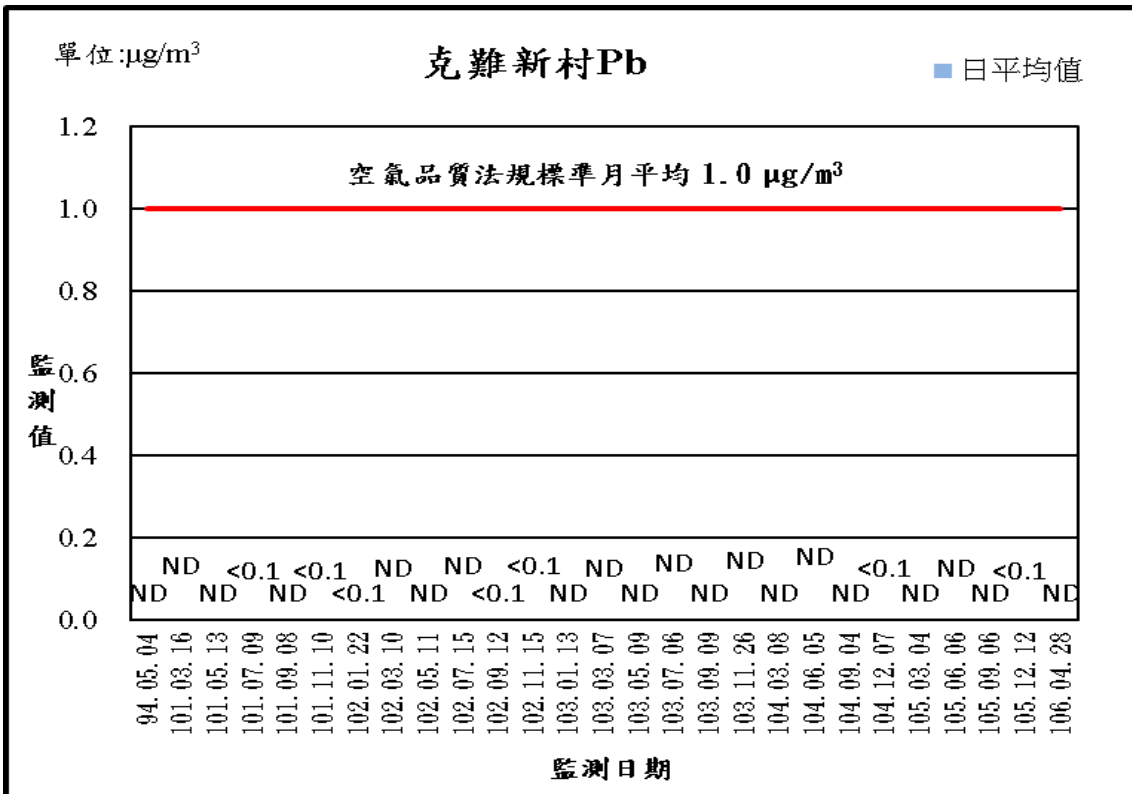 單位:μg/m³
克難新村Pb
日平均值
空氣品質法規標準月平均 1.0 μg/m³
1.2
1.0
0.8
0.6
0.4
0.2
0.0
監測值
ND
ND
ND
<0.1
ND
<0.1
<0.1
ND
ND
ND
<0.1
<0.1
ND
ND
ND
ND
ND
ND
ND
ND
ND
<0.1
ND
ND
ND
<0.1
ND
94.05.04
101.03.16
101.05.13
101.07.09
101.09.08
101.11.10
102.01.22
102.03.10
102.05.11
102.07.15
102.09.12
102.11.15
103.01.13
103.03.07
103.05.09
103.07.06
103.09.09
103.11.26
104.03.08
104.06.05
104.09.04
104.12.07
105.03.04
105.06.06
105.09.06
105.12.12
106.04.28
監測日期